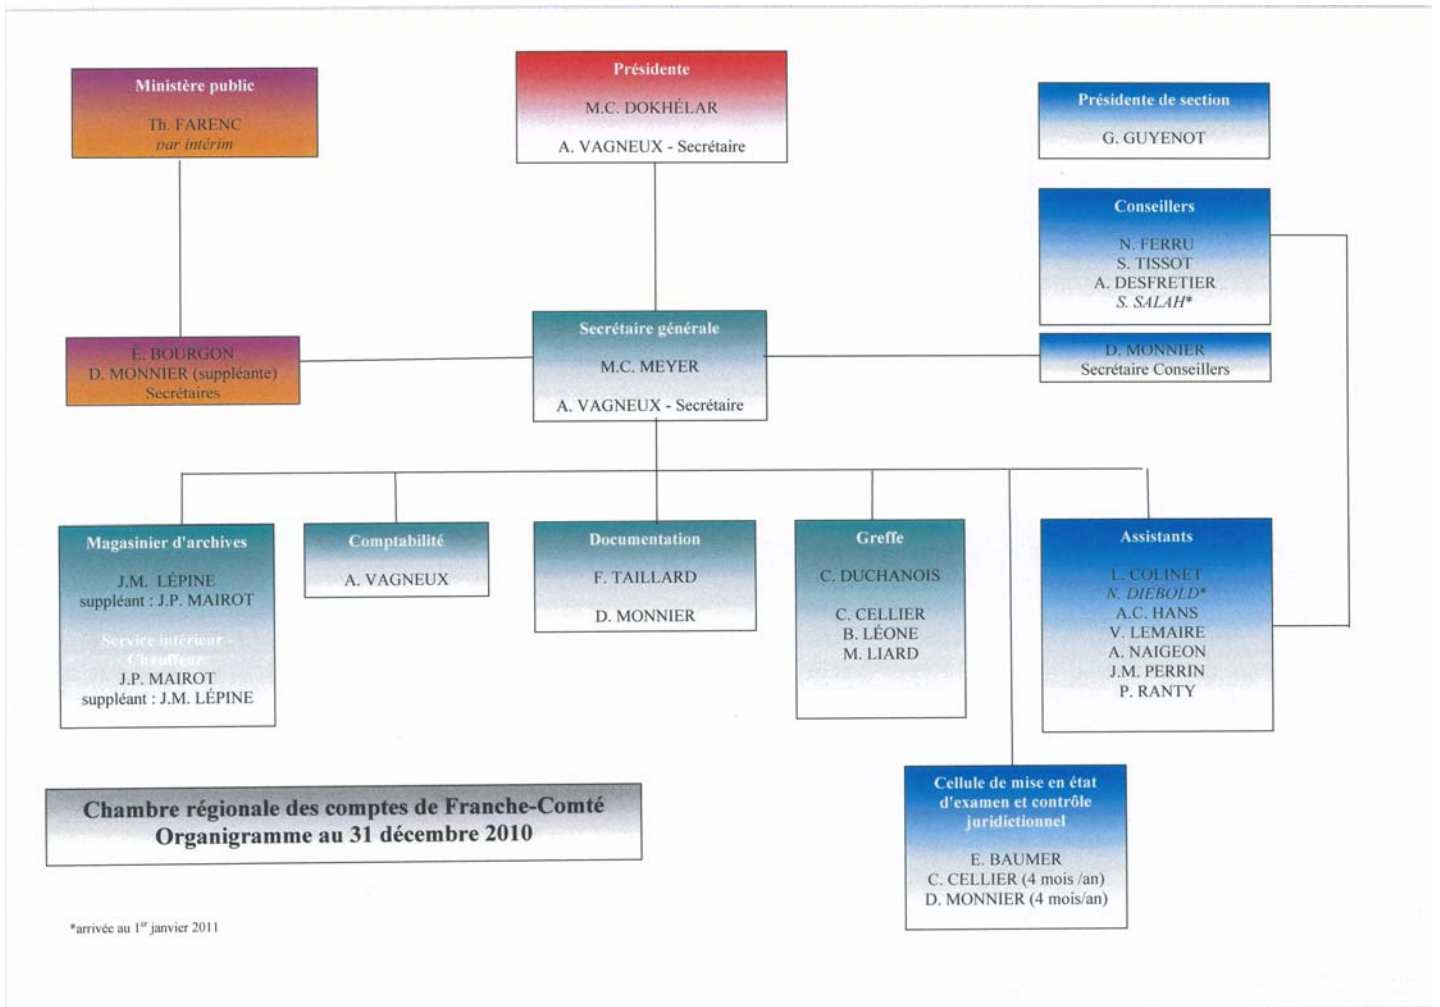 Ministère public
Th. FARENC
par intérim
Présidente
M.C. DOKHÉLAR
A. VAGNEUX - Secrétaire
Présidente de section
G. GUYENOT
Conseillers
N. FERRU
S. TISSOT
A. DESFRETIER
S. SALAH*
É. BOURGON
D. MONNIER (suppléante)
Secrétaires
Secrétaire générale
M.C. MEYER
A. VAGNEUX - Secrétaire
D. MONNIER
Secrétaire Conseillers
Magasinier d'archives
J.M. LÉPINE
suppléant : J.P. MAIROT
Service intérieur -
Chauffeur
J.P. MAIROT
suppléant : J.M. LÉPINE
Comptabilité
A. VAGNEUX
Documentation
F. TAILLARD
D. MONNIER
Greffe
C. DUCHANOIS
C. CELLIER
B. LÉONE
M. LIARD
Assistants
L. COLINET
N. DIEBOLD*
A.C. HANS
V. LEMAIRE
A. NAIGEON
J.M. PERRIN
P. RANTY
Cellule de mise en état
d'examen et contrôle
juridictionnel
E. BAUMER
C. CELLIER (4 mois /an)
D. MONNIER (4 mois/an)
Chambre régionale des comptes de Franche-Comté
Organigramme au 31 décembre 2010
*arrivée au 1er janvier 2011